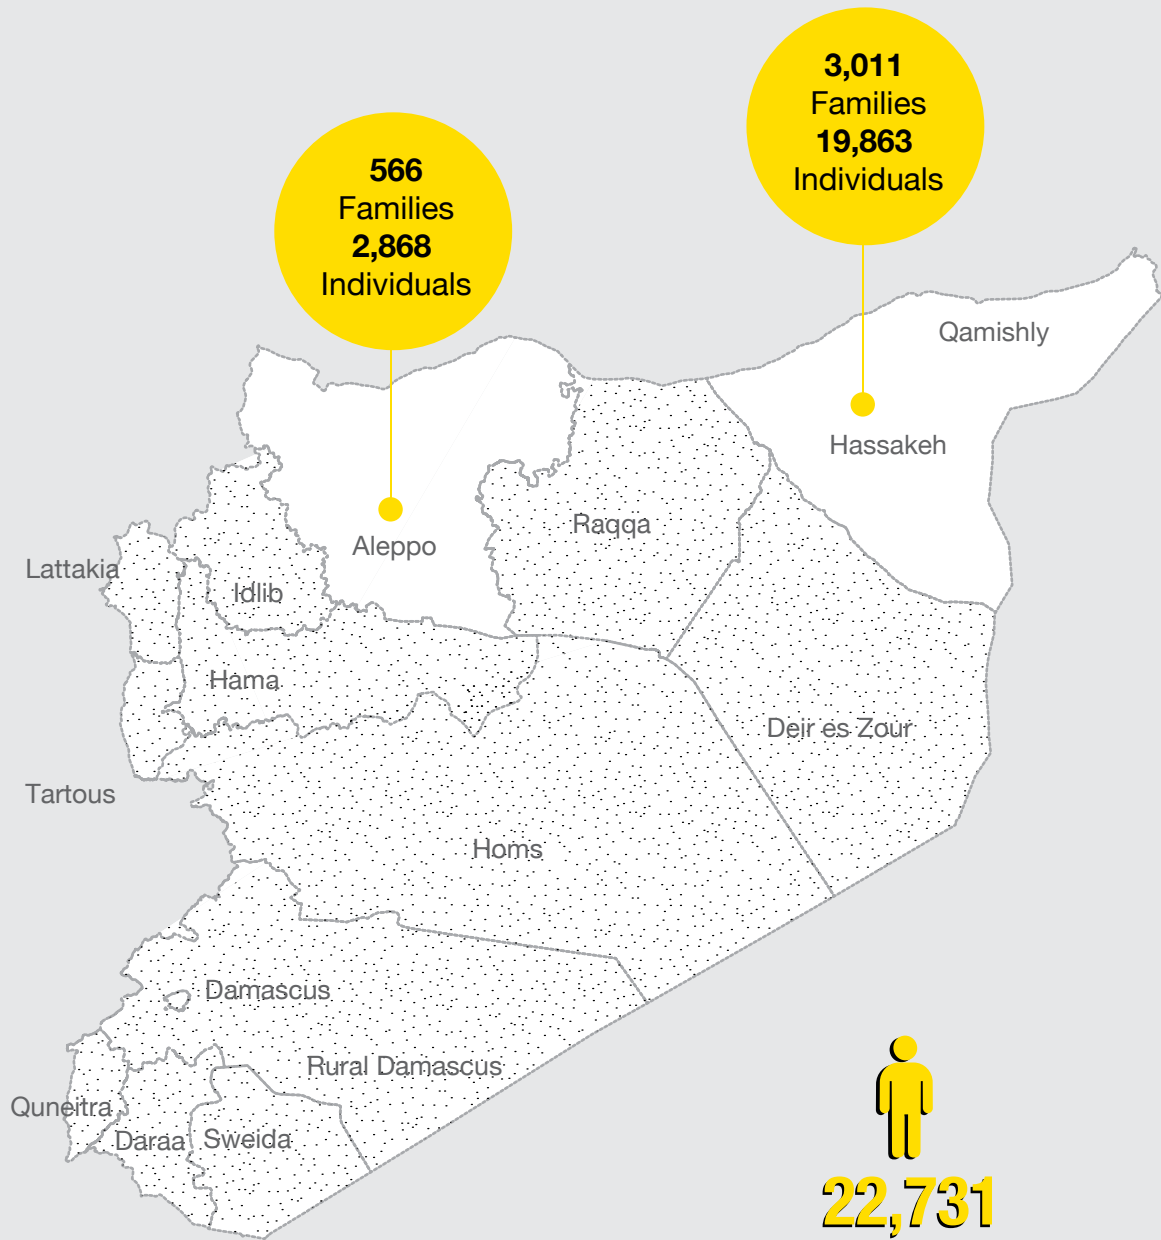 3,011
Families
19,863
Individuals
566
Families
2,868
Individuals
Qamishly
Hassakeh
Raqqa
Aleppo
Lattakia
Idlib
Hama
Deir es Zour
Tartous
Homs
Damascus
Rural Damascus
Quneitra
Daraa
Sweida
22,731